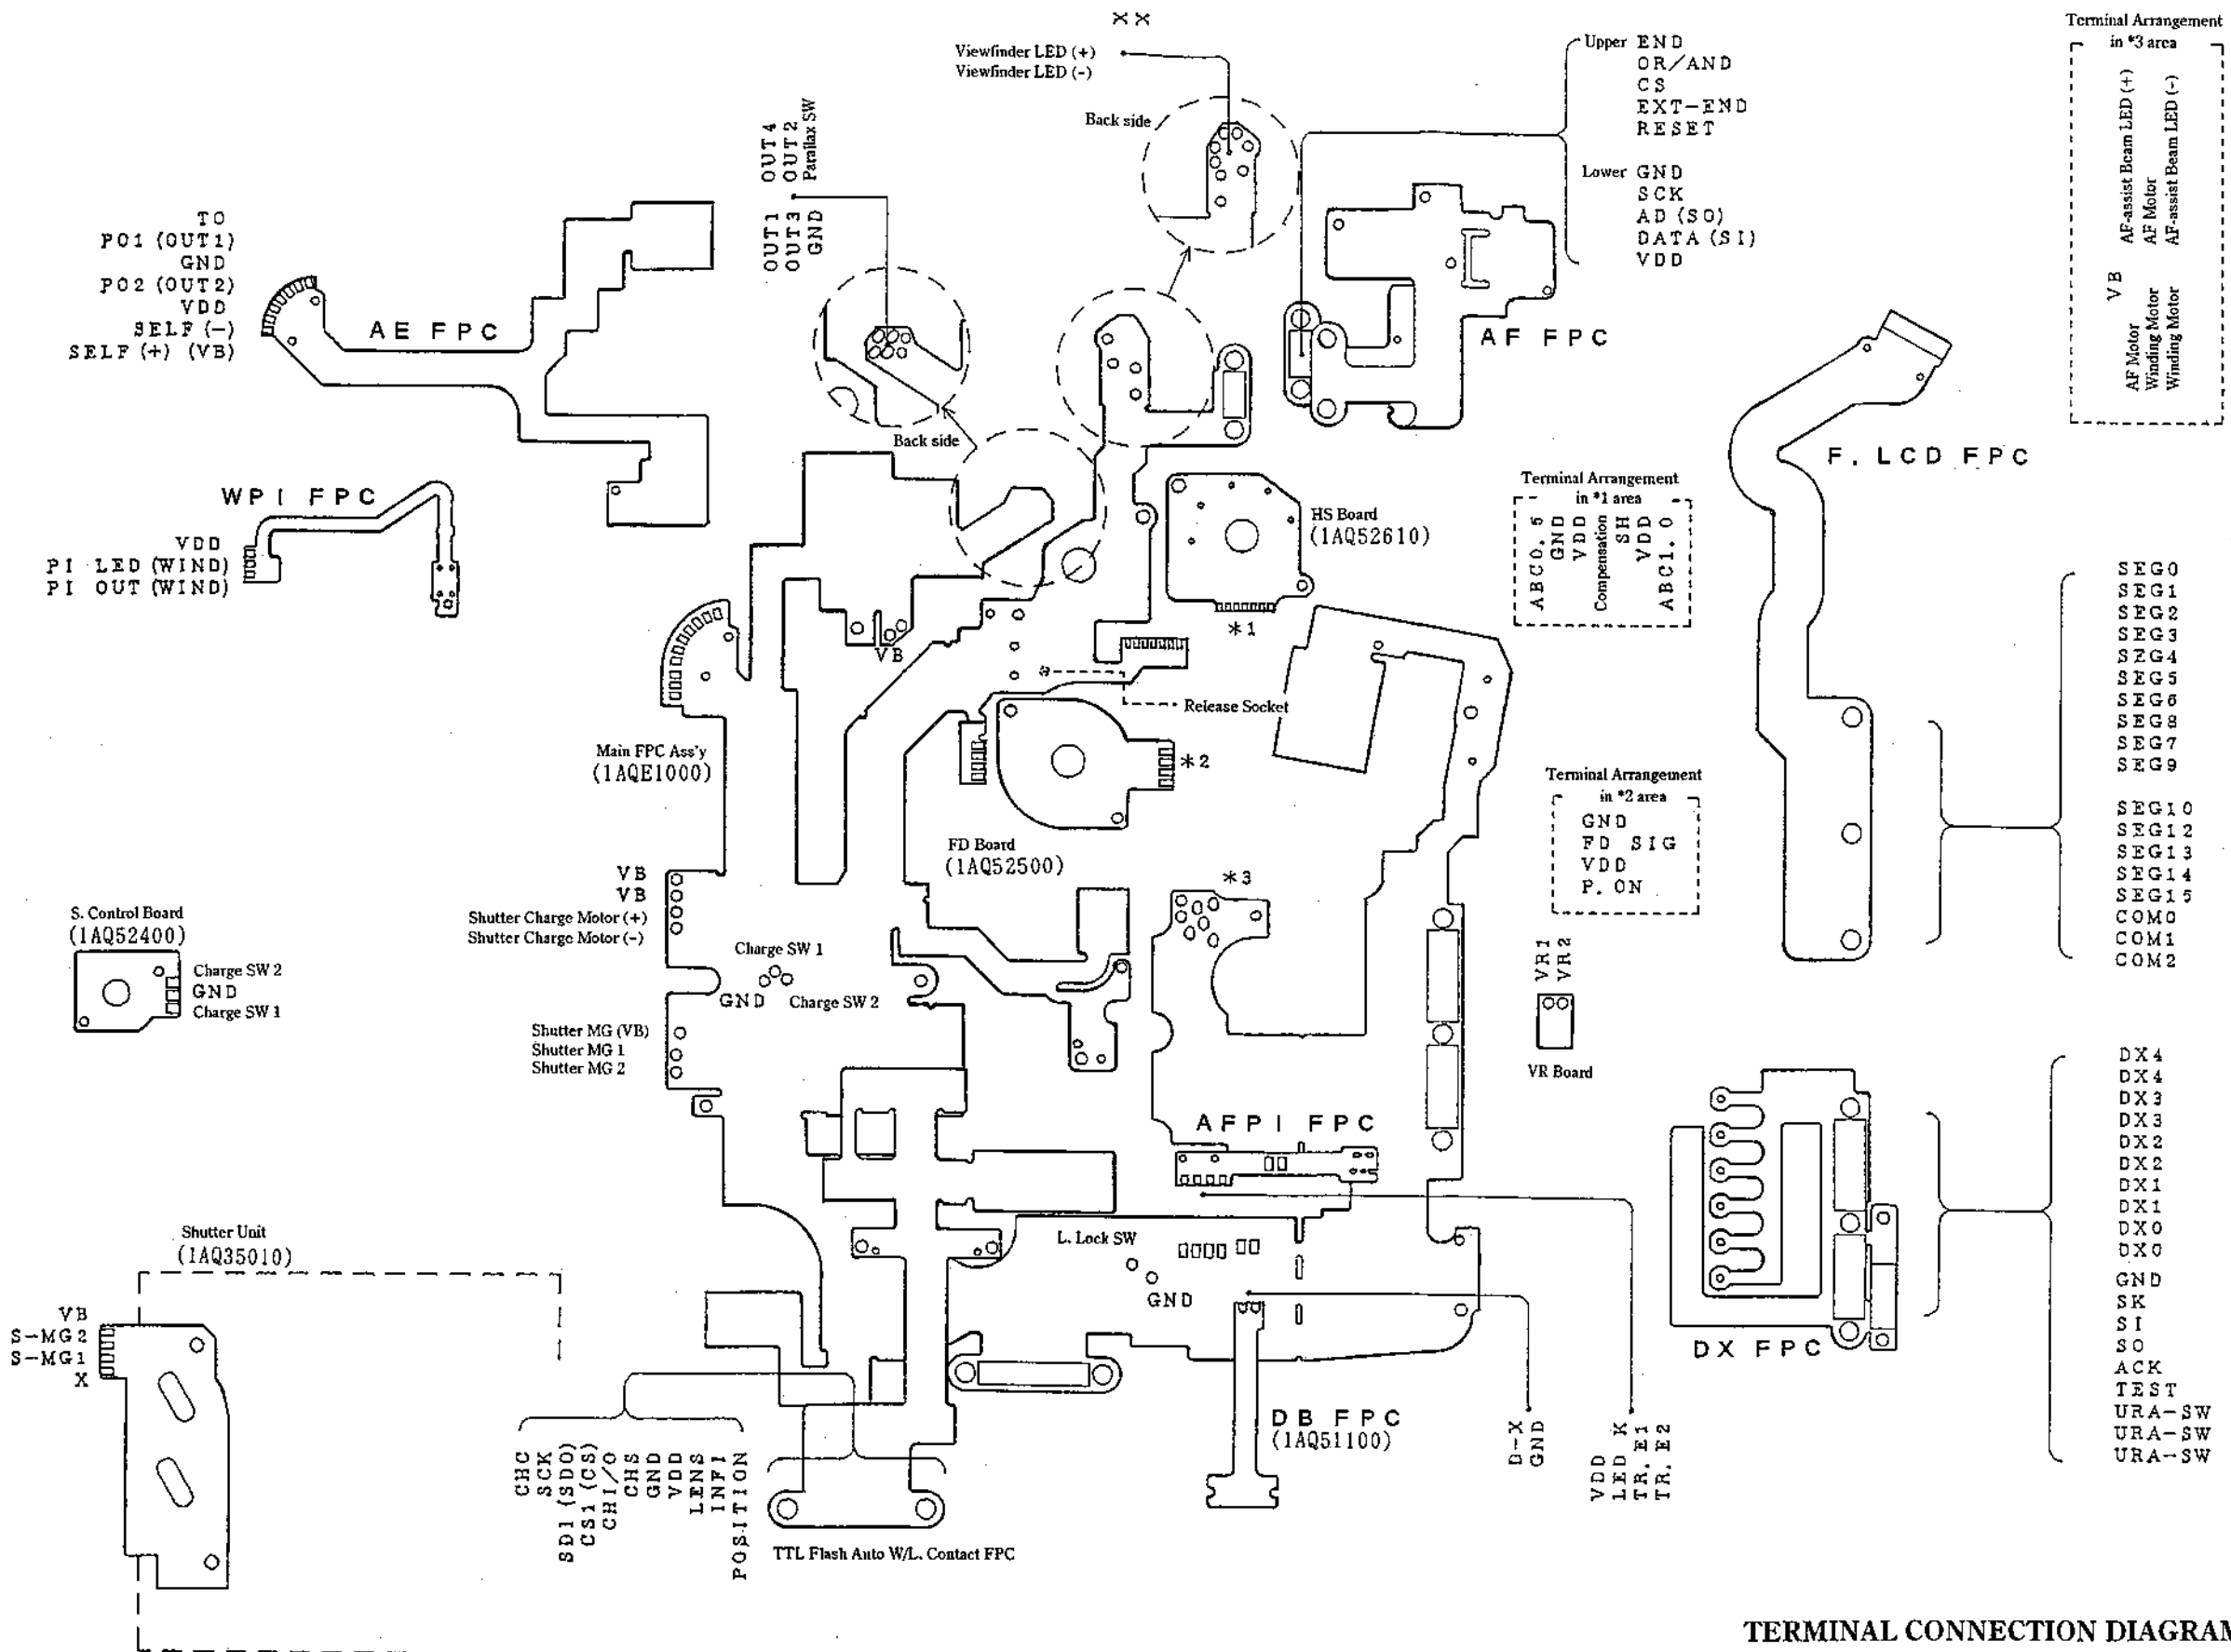 XX
Viewfinder LED (+)
Viewfinder LED (-)
Back side
Upper END
OR/AND
CS
EXT-END
RESET
Lower GND
SCK
AD (SO)
DATA (SI)
VDD
AF FPC
Terminal Arrangement
in *3 area
AF-assist Beam LED (+)
AF Motor
AF-assist Beam LED (-)
VB
AF Motor
Winding Motor
Winding Motor
OUT4
OUT2
Parallax SW
OUT1
OUT3
GND
Back side
TO
PO1 (OUT1)
GND
PO2 (OUT2)
VDD
SELF (-)
SELF (+) (VB)
AE FPC
WPI FPC
VDD
PI LED (WIND)
PI OUT (WIND)
F. LCD FPC
HS Board
(1AQ52610)
*1
Terminal Arrangement
in *1 area
ABC0.5
GND
VDD
Compensation
SH
VDD
ABC1.0
VB
Release Socket
Main FPC Ass'y
(1AQE1000)
*2
FD Board
(1AQ52500)
Terminal Arrangement
in *2 area
GND
FD SIG
VDD
P. ON
SEG0
SEG1
SEG2
SEG3
SEG4
SEG5
SEG6
SEG8
SEG7
SEG9
SEG10
SEG12
SEG13
SEG14
SEG15
COM0
COM1
COM2
*3
VB
VB
Shutter Charge Motor (+)
Shutter Charge Motor (-)
Charge SW 1
GND
Charge SW 2
Shutter MG (VB)
Shutter MG 1
Shutter MG 2
S. Control Board
(1AQ52400)
Charge SW 2
GND
Charge SW 1
VR1
VR2
VR Board
AFPI FPC
DX4
DX4
DX3
DX3
DX2
DX2
DX1
DX1
DX0
DX0
GND
SK
SI
SO
ACK
TEST
URA-SW
URA-SW
URA-SW
DX FPC
L. Lock SW
GND
Shutter Unit
(1AQ35010)
VB
S-MG2
S-MG1
X
DB FPC
(1AQ51100)
D-X
GND
VDD
LED K
TR. E1
TR. E2
CHC
SCK
SD1 (SDO)
CS1 (CS)
CHI/O
CHS
GND
VDD
LENS
INF1
POSITION
TTL Flash Auto W/L. Contact FPC
TERMINAL CONNECTION DIAGRAM